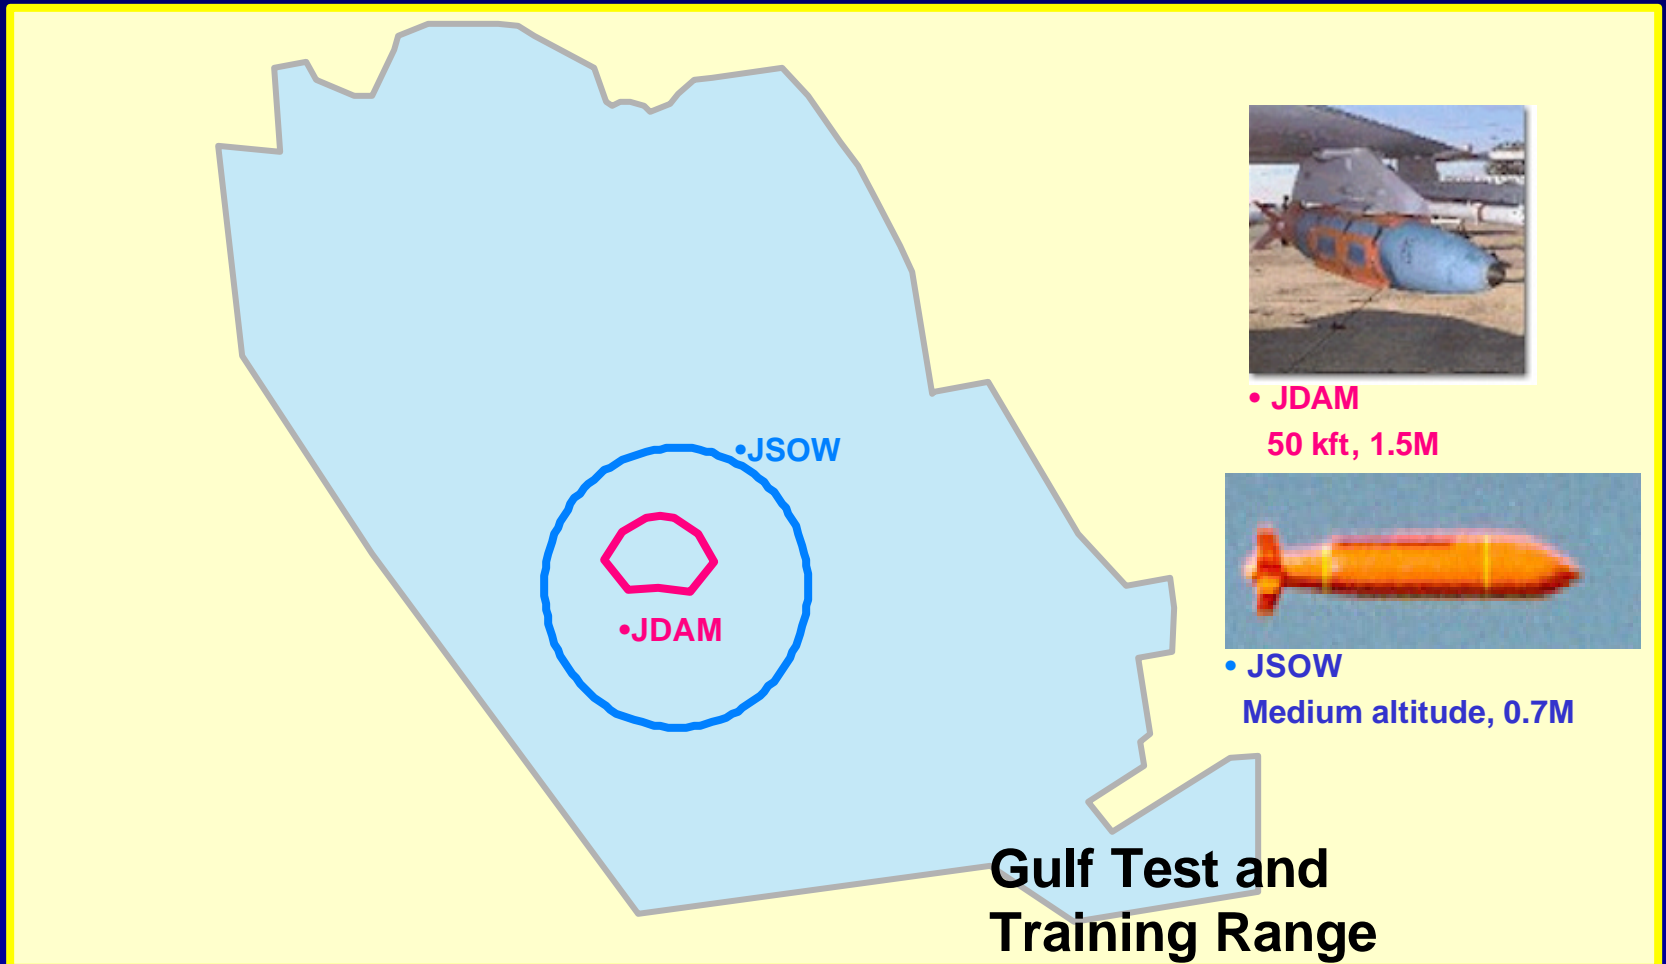 •JSOW
•JDAM
• JDAM
50 kft, 1.5M
• JSOW
Medium altitude, 0.7M
Gulf Test and
Training Range